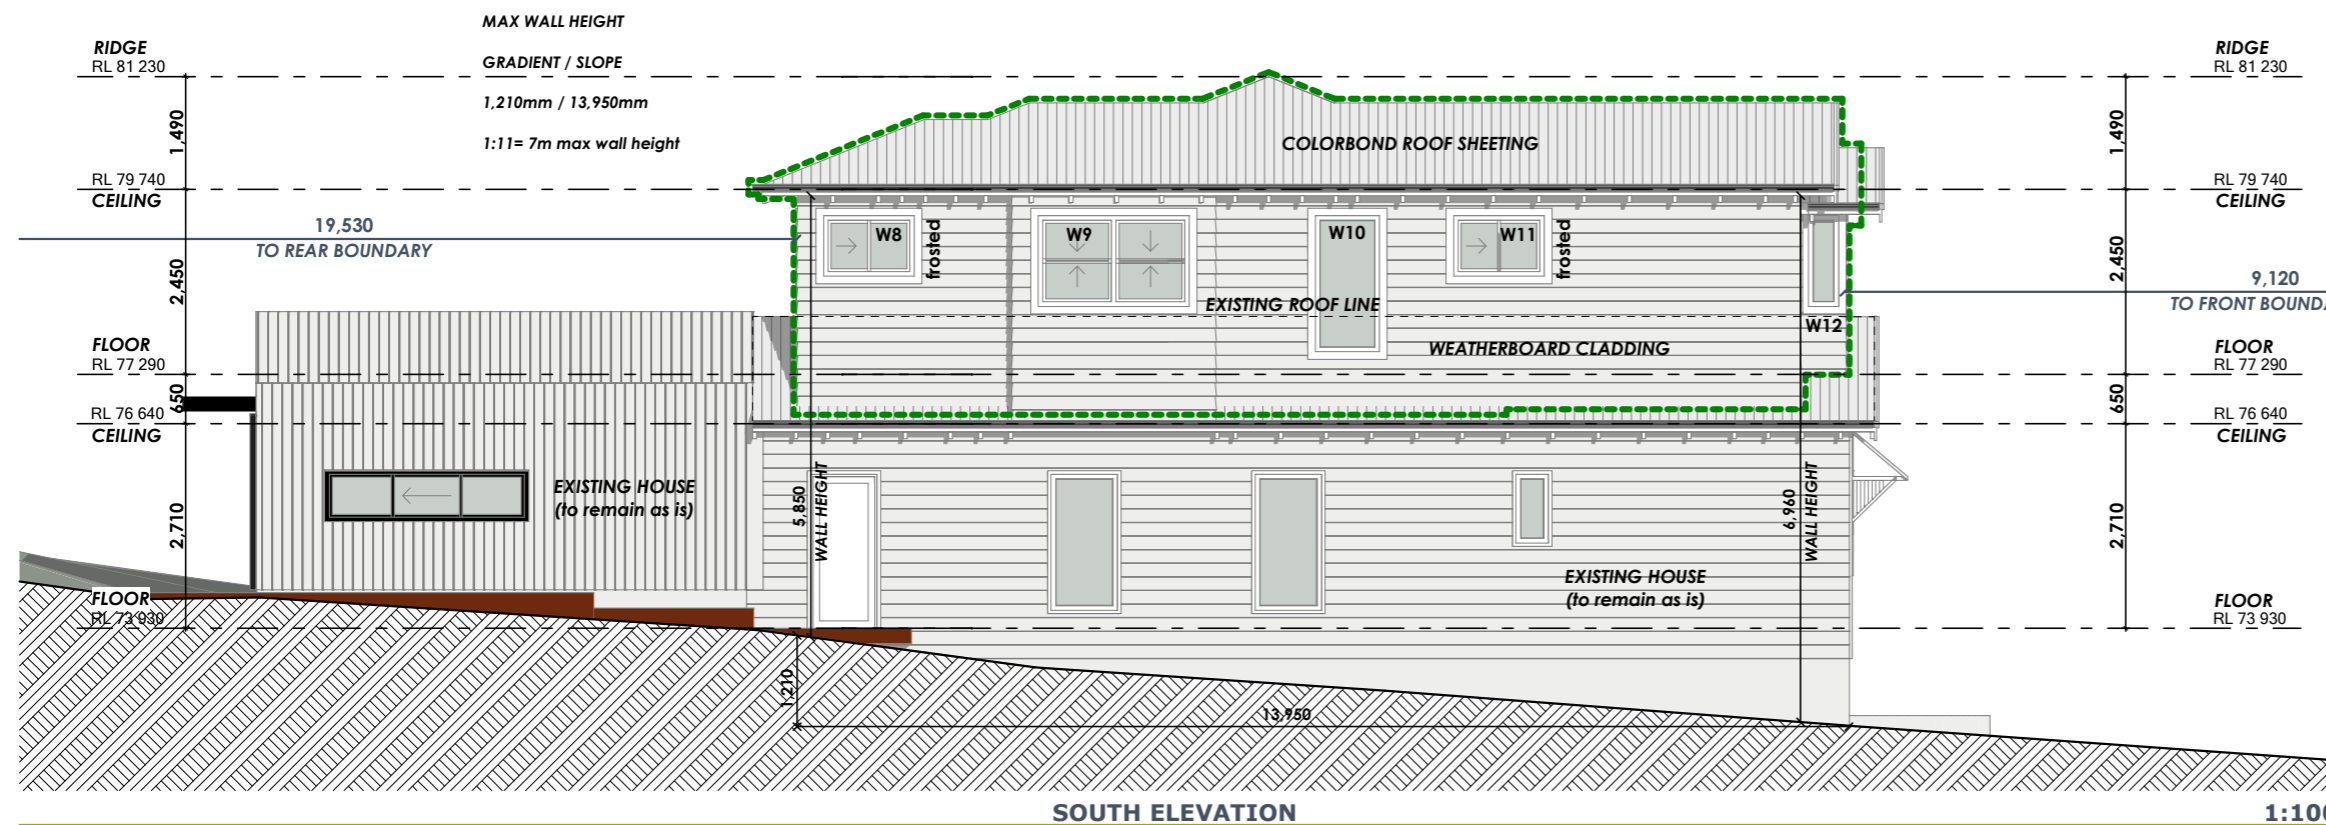 MAX WALL HEIGHT
GRADIENT / SLOPE
1,210mm / 13,950mm
1:11= 7m max wall height
RIDGE
RL 81 230
RIDGE
RL 81 230
1,490
1,490
COLORBOND ROOF SHEETING
RL 79 740
CEILING
RL 79 740
CEILING
19,530
TO REAR BOUNDARY
W8
frosted
W9
W10
W11
frosted
2,450
2,450
9,120
TO FRONT BOUND
EXISTING ROOF LINE
W12
WEATHERBOARD CLADDING
FLOOR
RL 77 290
FLOOR
RL 77 290
650
650
RL 76 640
CEILING
RL 76 640
CEILING
EXISTING HOUSE
(to remain as is)
5,850
WALL HEIGHT
6,960
WALL HEIGHT
2,710
2,710
EXISTING HOUSE
(to remain as is)
FLOOR
RL 73 930
FLOOR
RL 73 930
1,210
13,950
SOUTH ELEVATION
1:100